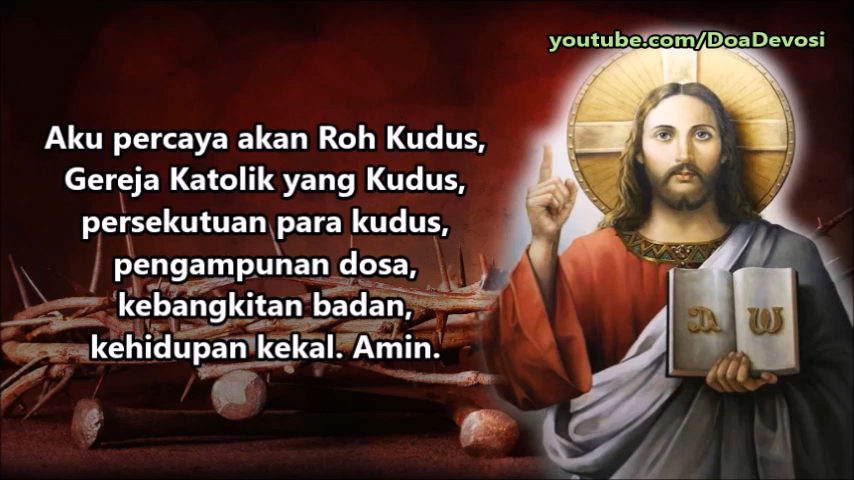 youtube.com/DoaDevosi
Aku percaya akan Roh Kudus,
Gereja Katolik yang Kudus,
persekutuan para kudus,
pengampunan dosa,
kebangkitan badan,
kehidupan kekal. Amin.
Α ω